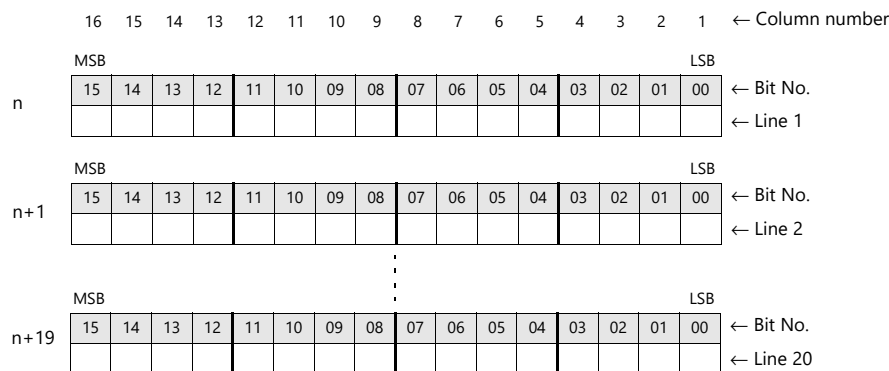 16 15 14 13 12 11 10 9 8 7 6 5 4 3 2 1 ← Column number
MSB LSB
n
15 14 13 12 11 10 09 08 07 06 05 04 03 02 01 00 ← Bit No.
← Line 1
MSB LSB
n+1
15 14 13 12 11 10 09 08 07 06 05 04 03 02 01 00 ← Bit No.
← Line 2
MSB LSB
n+19
15 14 13 12 11 10 09 08 07 06 05 04 03 02 01 00 ← Bit No.
← Line 20